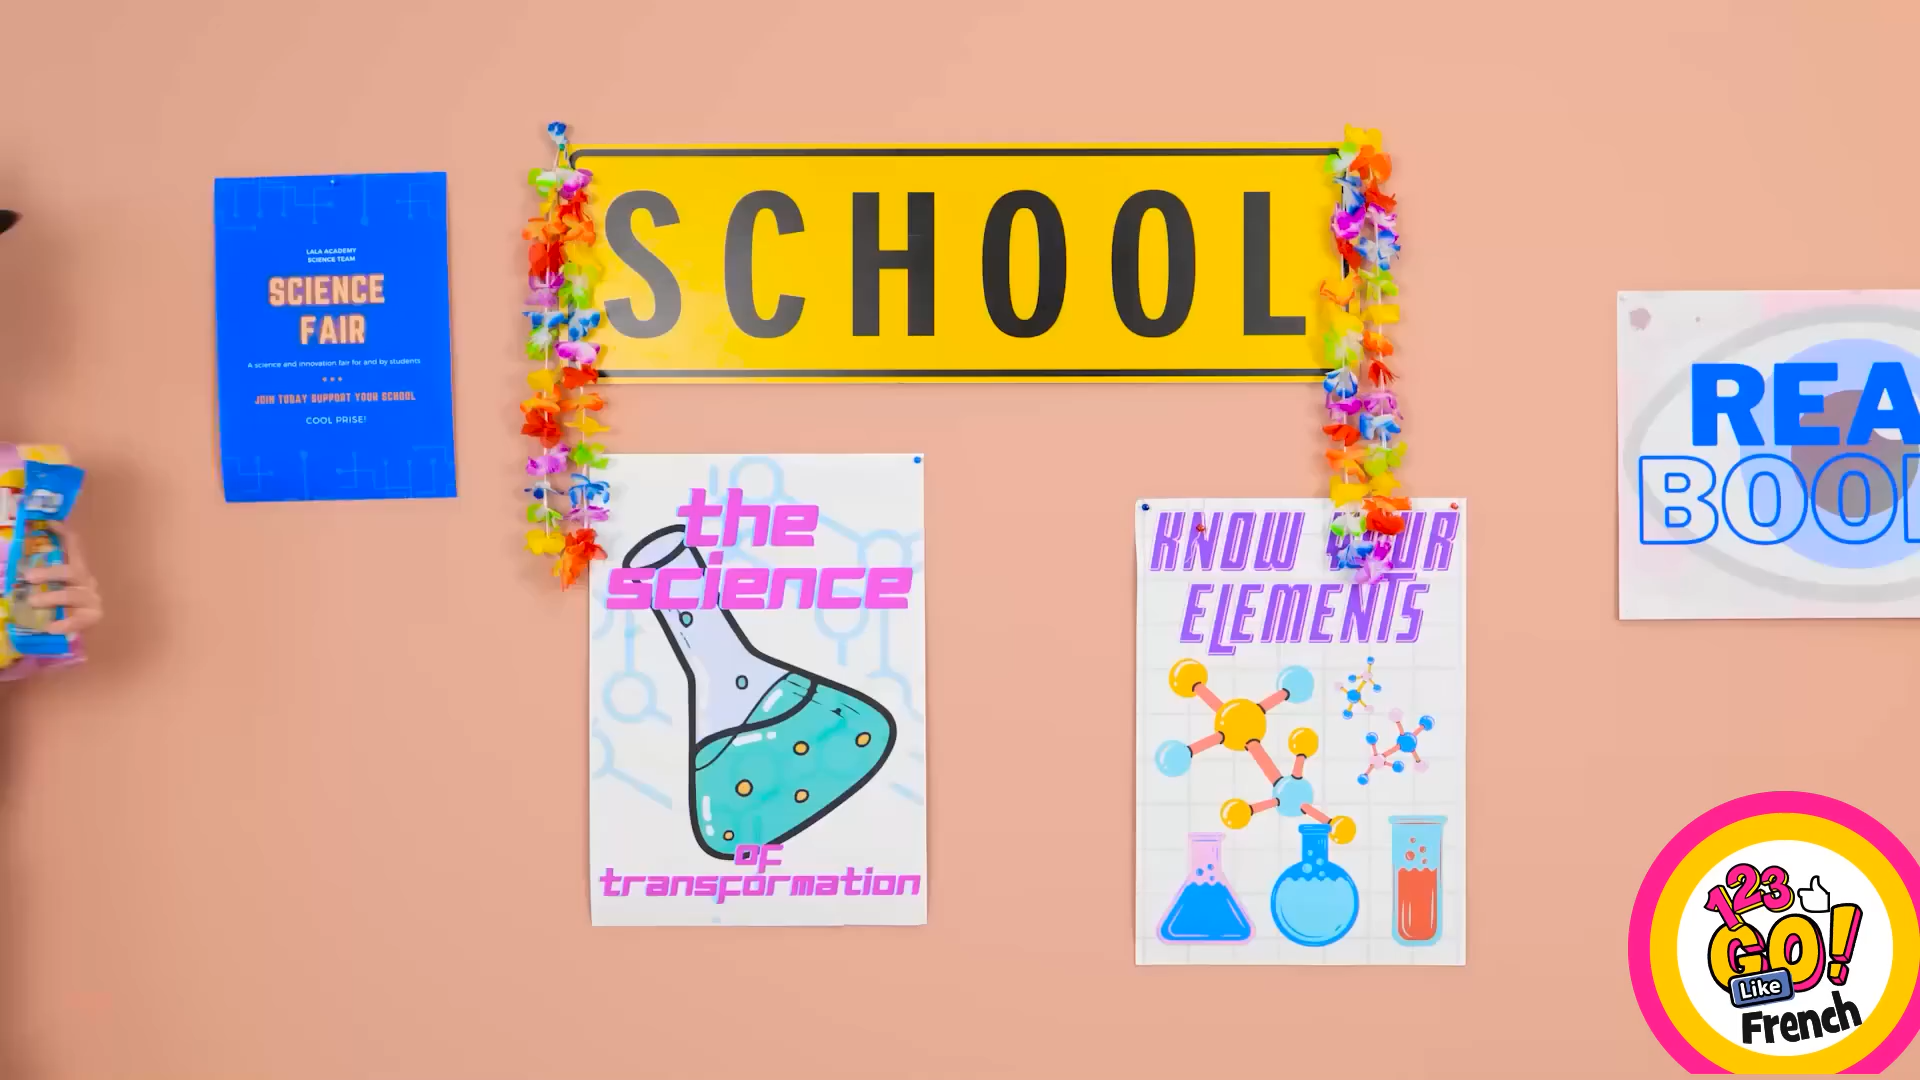 SCHOOL
LALA ACADEMY
SCIENCE TEAM
SCIENCE
FAIR
A science and innovation fair for and by students
JOIN TODAY SUPPORT YOUR SCHOOL
COOL PRISE!
the
science
of
transformation
KNOW YOUR
ELEMENTS
REA
BOO
123
GO!
Like
French